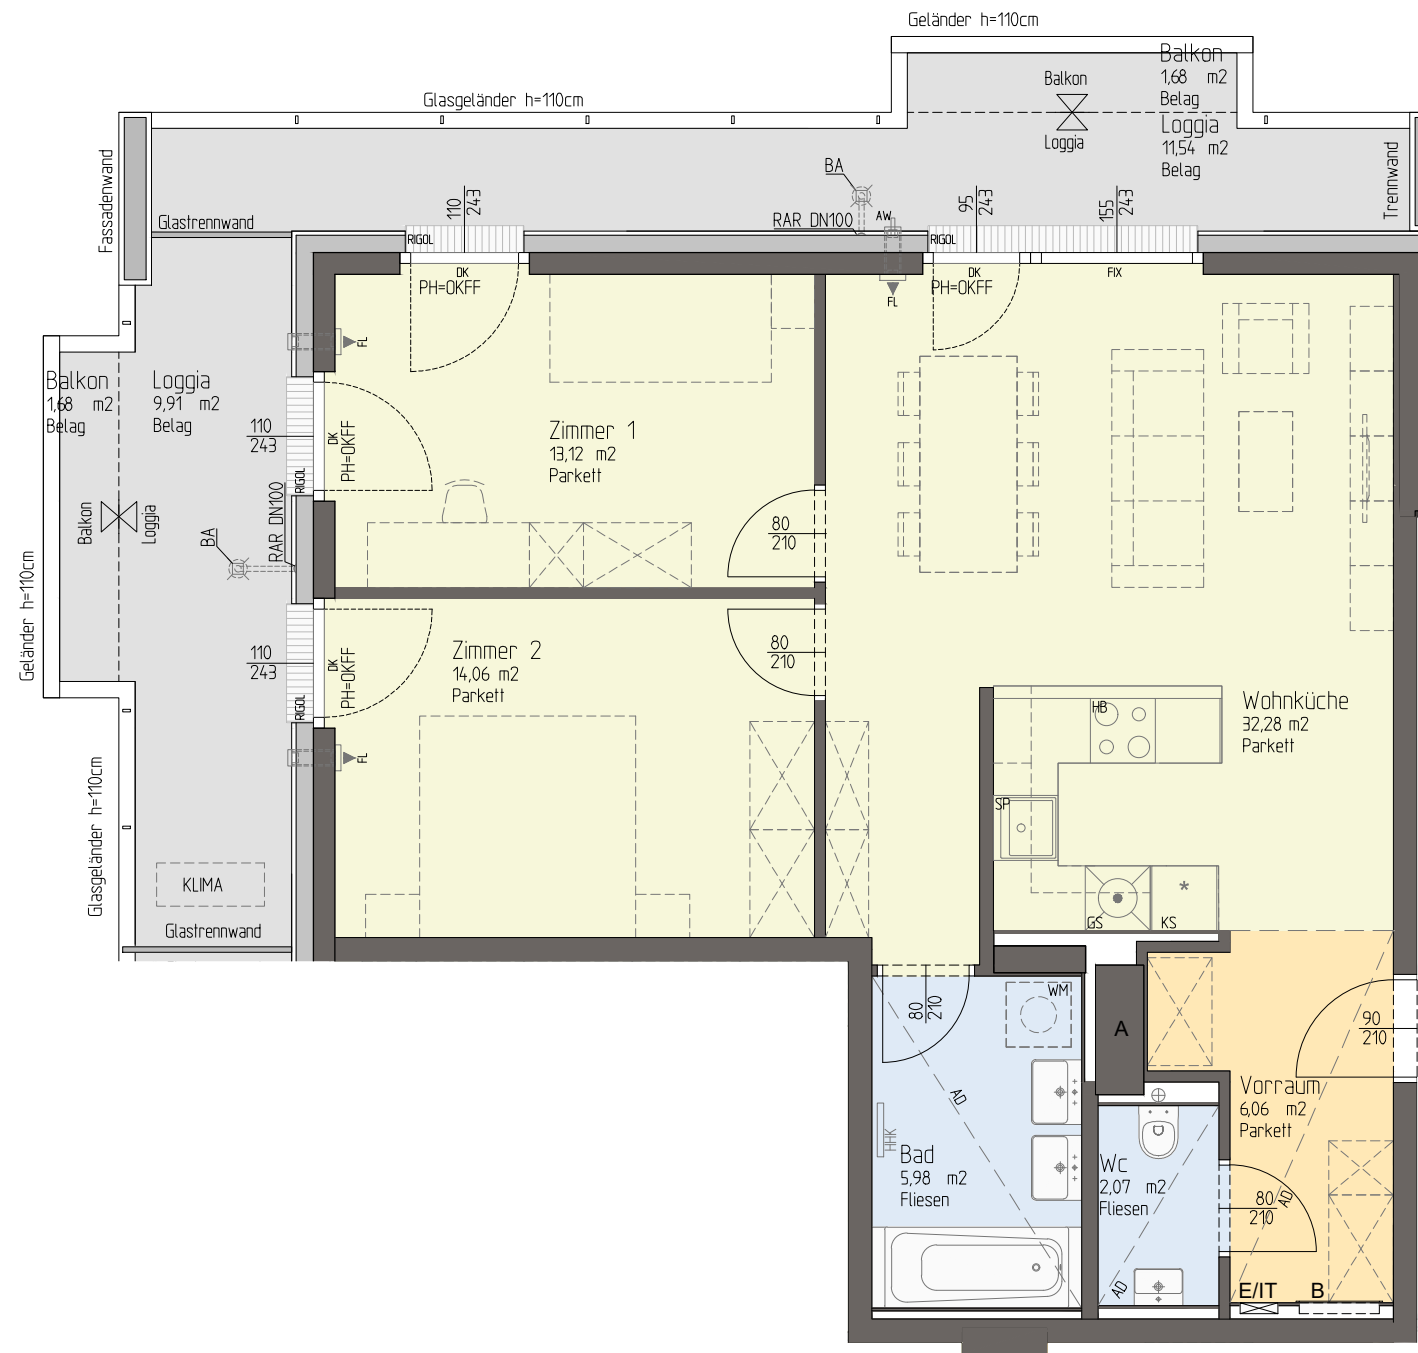 Geländer h=110cm
Balkon
1,68 m2
Belag
Balkon
Loggia
Loggia
11,54 m2
Belag
Glasgeländer h=110cm
Fassadenwand
Glastrennwand
Trennwand
BA
RAR DN100
AW
110
243
95
243
155
243
RIGOL
DK
PH=OKFF
RIGOL
DK
PH=OKFF
FIX
FL
FL
Balkon
1,68 m2
Belag
Loggia
9,91 m2
Belag
110
243
RIGOL
DK
PH=OKFF
Zimmer 1
13,12 m2
Parkett
Balkon
Loggia
BA
RAR DN100
80
210
Geländer h=110cm
110
243
RIGOL
DK
PH=OKFF
Zimmer 2
14,06 m2
Parkett
80
210
Wohnküche
32,28 m2
Parkett
HB
SP
GS
KS
*
FL
Glasgeländer h=110cm
KLIMA
Glastrennwand
80
210
WM
A
90
210
AD
HHK
Bad
5,98 m2
Fliesen
Wc
2,07 m2
Fliesen
AD
Vorraum
6,06 m2
Parkett
80
210
AD
E/IT
B